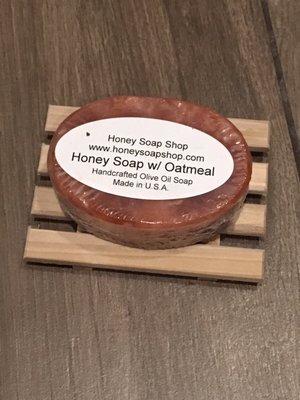 Honey Soap Shop
www.honeysoapshop.com
Honey Soap w/ Oatmeal
Handcrafted Olive Oil Soap
Made in U.S.A.